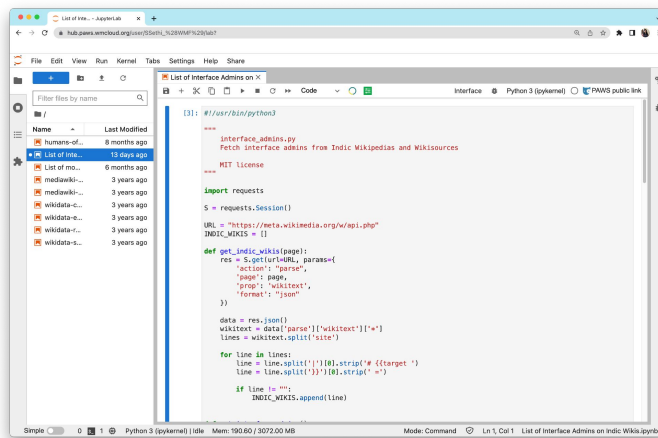 List of Inte... - JupyterLab
hub.paws.wmcloud.org/user/SSethi_%28WMF%29/lab?
File Edit View Run Kernel Tabs Settings Help Share
List of Interface Admins on
Code
Interface
Python 3 (ipykernel)
PAWS public link
Filter files by name
/
Name Last Modified
humans-of... 8 months ago
List of Inte... 13 days ago
List of mo... 6 months ago
mediawiki-... 3 years ago
mediawiki-... 3 years ago
wikidata-c... 3 years ago
wikidata-e... 3 years ago
wikidata-r... 3 years ago
wikidata-s... 3 years ago
[3]: #!/usr/bin/python3
"""
interface_admins.py
Fetch interface admins from Indic Wikipedias and Wikisources
MIT license
"""
import requests
S = requests.Session()
URL = "https://meta.wikimedia.org/w/api.php"
INDIC_WIKIS = []
def get_indic_wikis(page):
res = S.get(url=URL, params={
'action': "parse",
'page': page,
'prop': 'wikitext',
'format': "json"
})
data = res.json()
wikitext = data['parse']['wikitext']['*']
lines = wikitext.split('site')
for line in lines:
line = line.split('|')[0].strip('# {{target ')
line = line.split('}}')[0].strip(' =')
if line != "":
INDIC_WIKIS.append(line)
Simple 0 1 Python 3 (ipykernel) | Idle Mem: 190.60 / 3072.00 MB Mode: Command Ln 1, Col 1 List of Interface Admins on Indic Wikis.ipynb